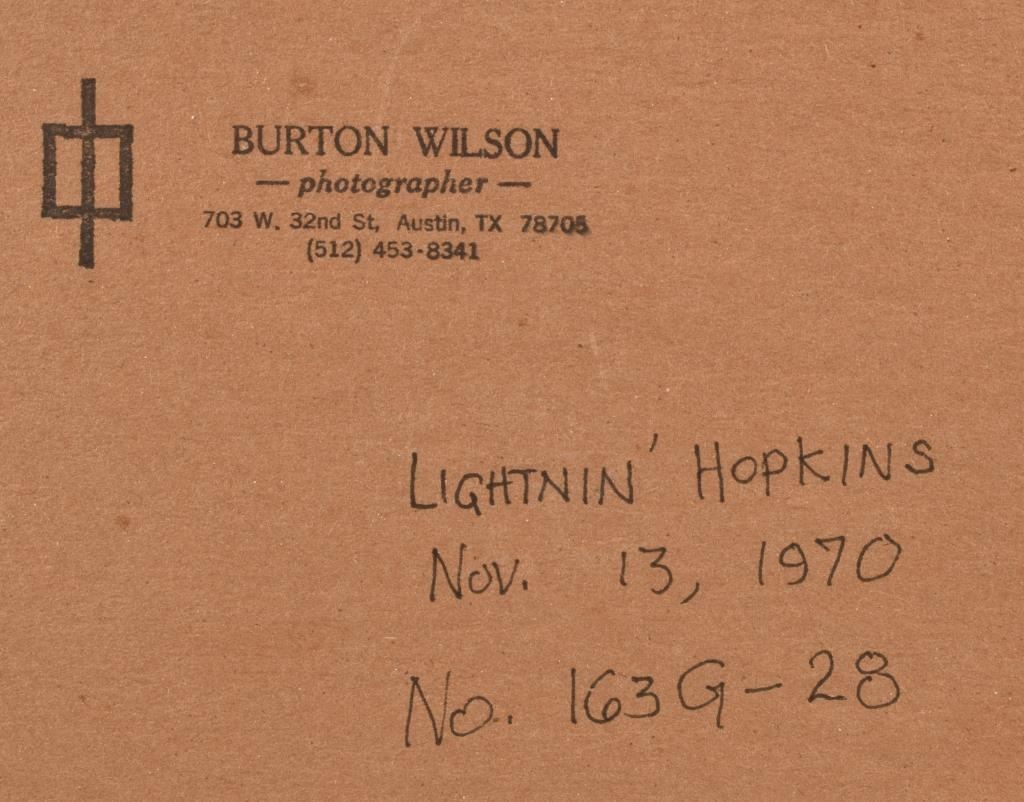 BURTON WILSON
— photographer —
703 W. 32nd St, Austin, TX 78705
(512) 453-8341
LIGHTNIN' HOPKINS
Nov. 13, 1970
No. 163G-28